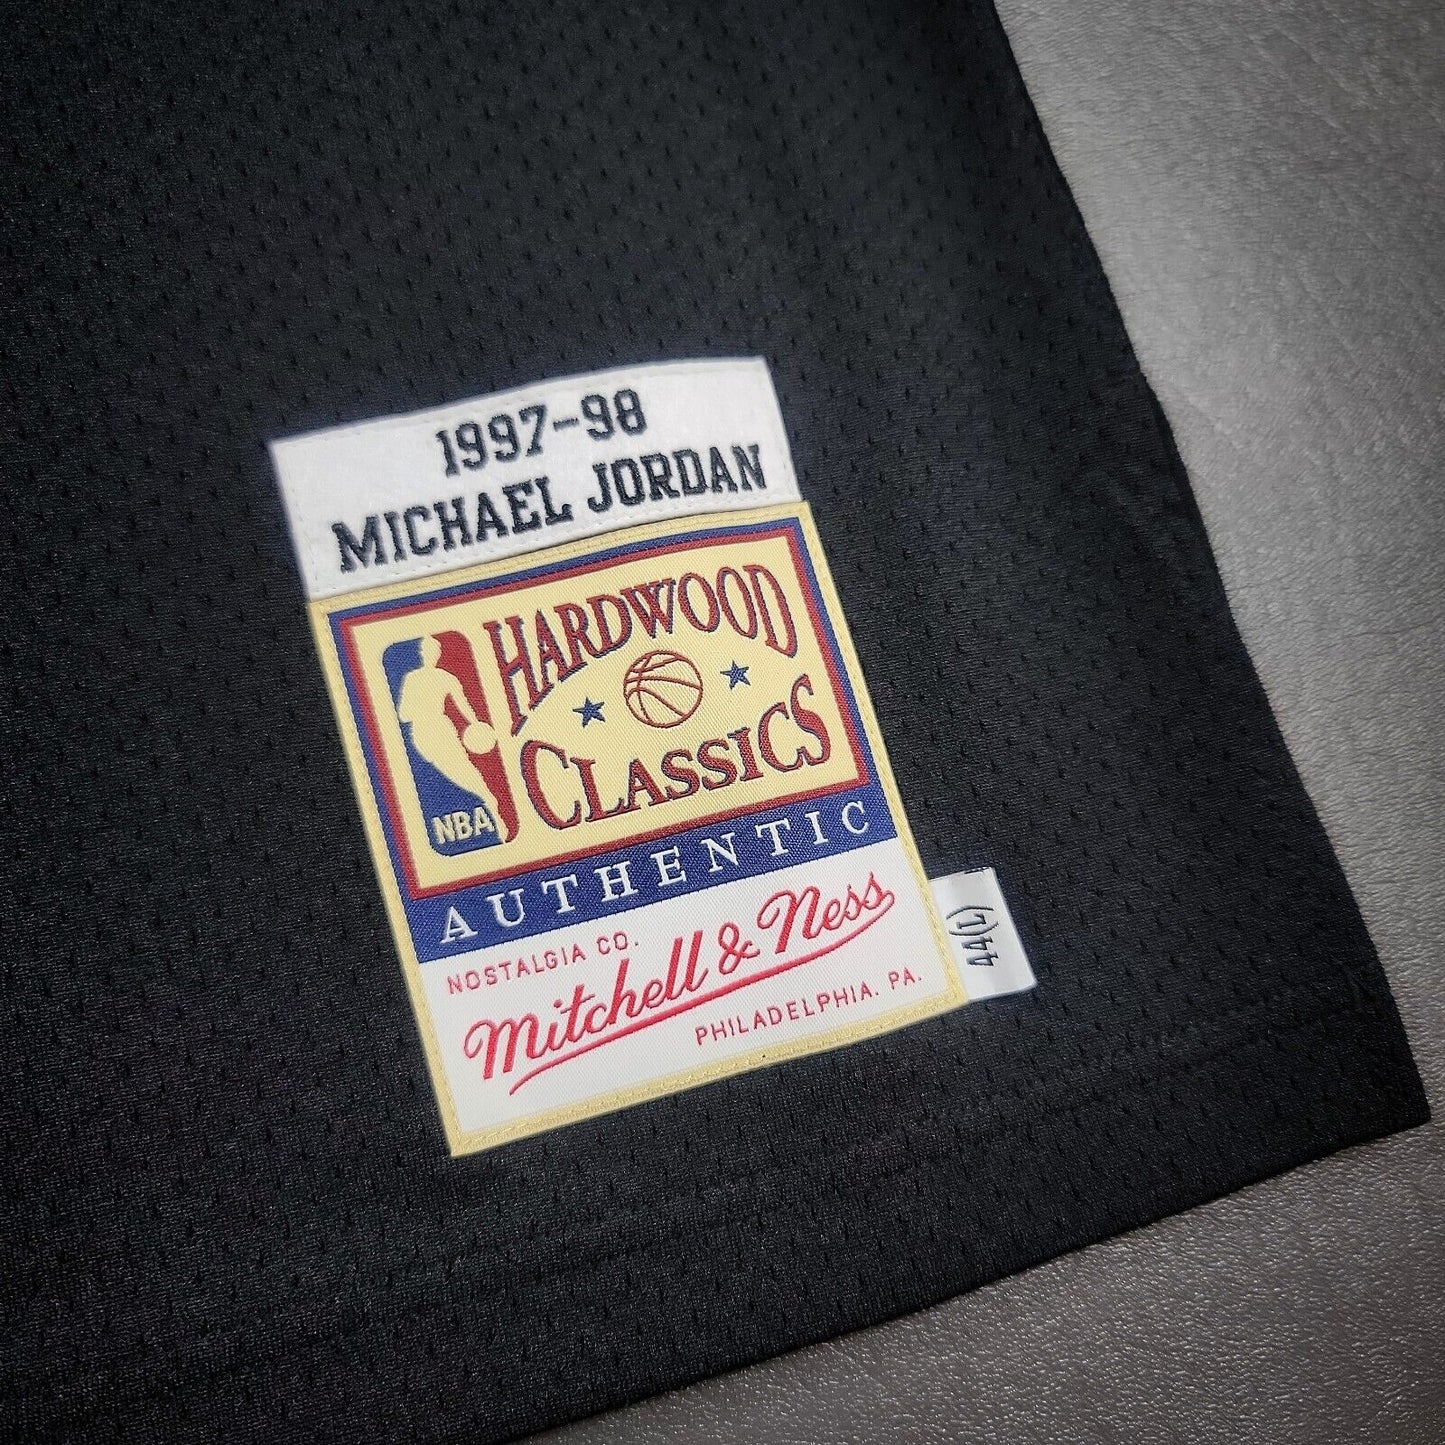 1997-98
MICHAEL JORDAN
HARDWOOD
CLASSICS
NBA
AUTHENTIC
NOSTALGIA CO.
Mitchell & Ness
PHILADELPHIA. PA.
44(L)